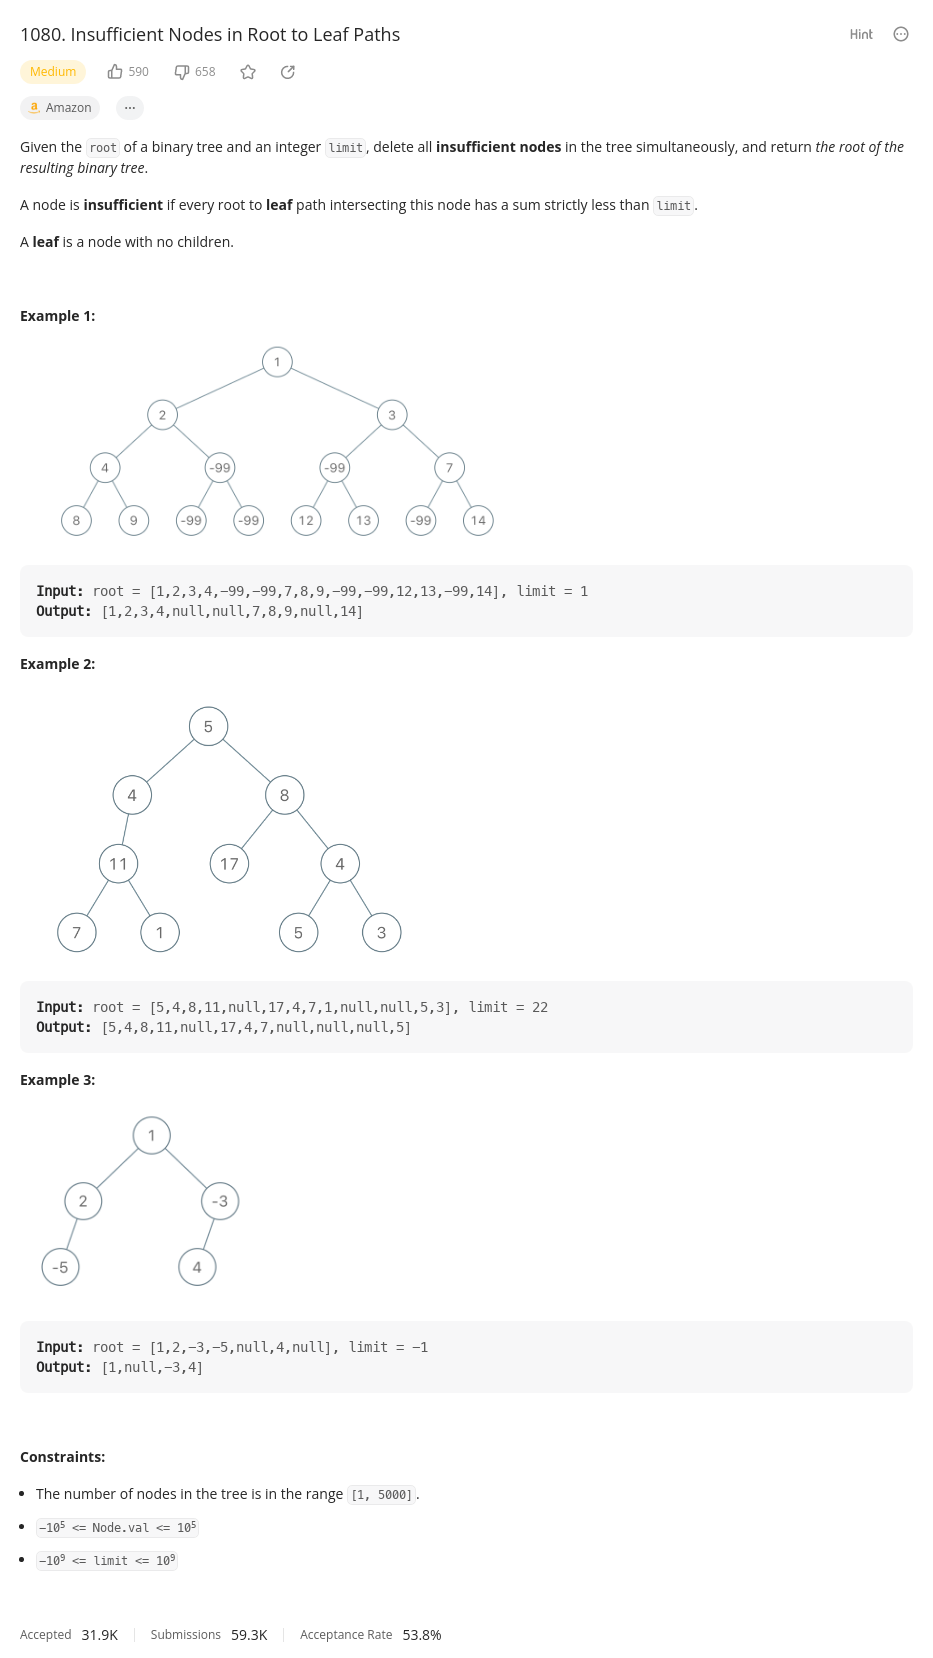 1080. Insufficient Nodes in Root to Leaf Paths
Hint
Medium
590
658
Amazon
Given the root of a binary tree and an integer limit, delete all insufficient nodes in the tree simultaneously, and return the root of the
resulting binary tree.
A node is insufficient if every root to leaf path intersecting this node has a sum strictly less than limit.
A leaf is a node with no children.
Example 1:
1
2 3
4 -99 -99 7
8 9 -99 -99 12 13 -99 14
Input: root = [1,2,3,4,-99,-99,7,8,9,-99,-99,12,13,-99,14], limit = 1
Output: [1,2,3,4,null,null,7,8,9,null,14]
Example 2:
5
4 8
11 17 4
7 1 5 3
Input: root = [5,4,8,11,null,17,4,7,1,null,null,5,3], limit = 22
Output: [5,4,8,11,null,17,4,7,null,null,null,5]
Example 3:
1
2 -3
-5 4
Input: root = [1,2,-3,-5,null,4,null], limit = -1
Output: [1,null,-3,4]
Constraints:
• The number of nodes in the tree is in the range [1, 5000].
• -10⁵ <= Node.val <= 10⁵
• -10⁹ <= limit <= 10⁹
Accepted 31.9K Submissions 59.3K Acceptance Rate 53.8%